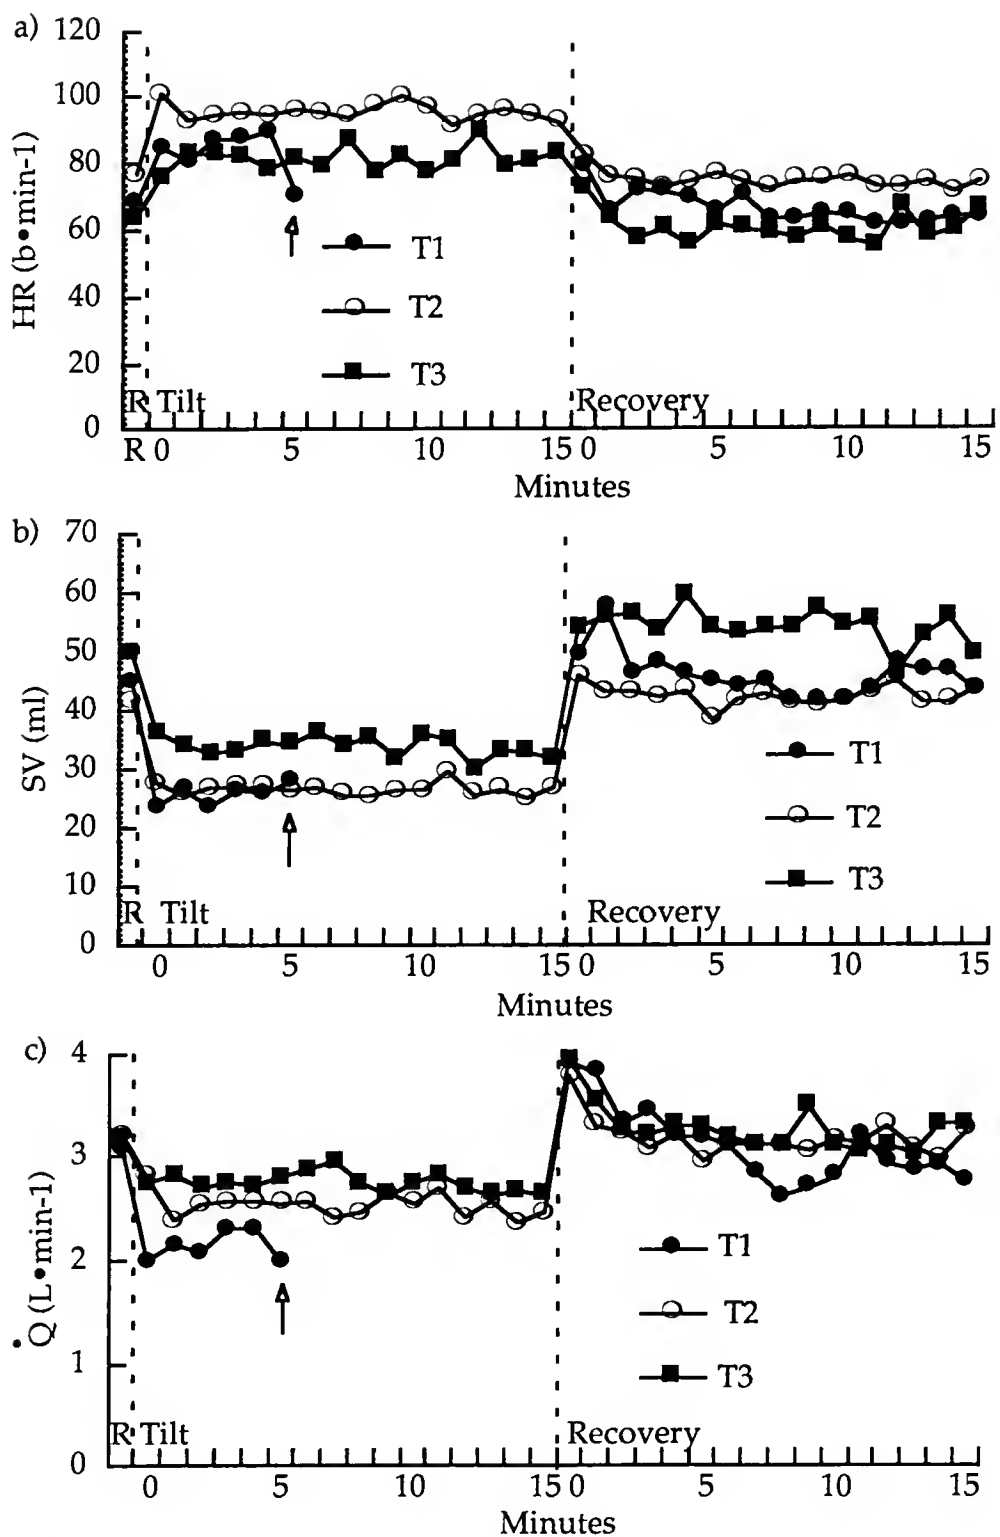 a) 120
100
80
60
40
20
0
HR (b•min-1)
T1
T2
T3
R Tilt
Recovery
R 0 5 10 15 0 5 10 15
Minutes
b) 70
60
50
40
30
20
10
0
SV (ml)
T1
T2
T3
R Tilt
Recovery
0 5 10 15 0 5 10 15
Minutes
c) 4
3
2
1
0
Q̇ (L•min-1)
T1
T2
T3
R Tilt
Recovery
0 5 10 15 0 5 10 15
Minutes